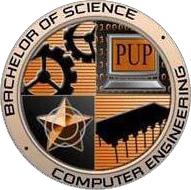 BACHELOR OF SCIENCE
PUP
COMPUTER ENGINEERING